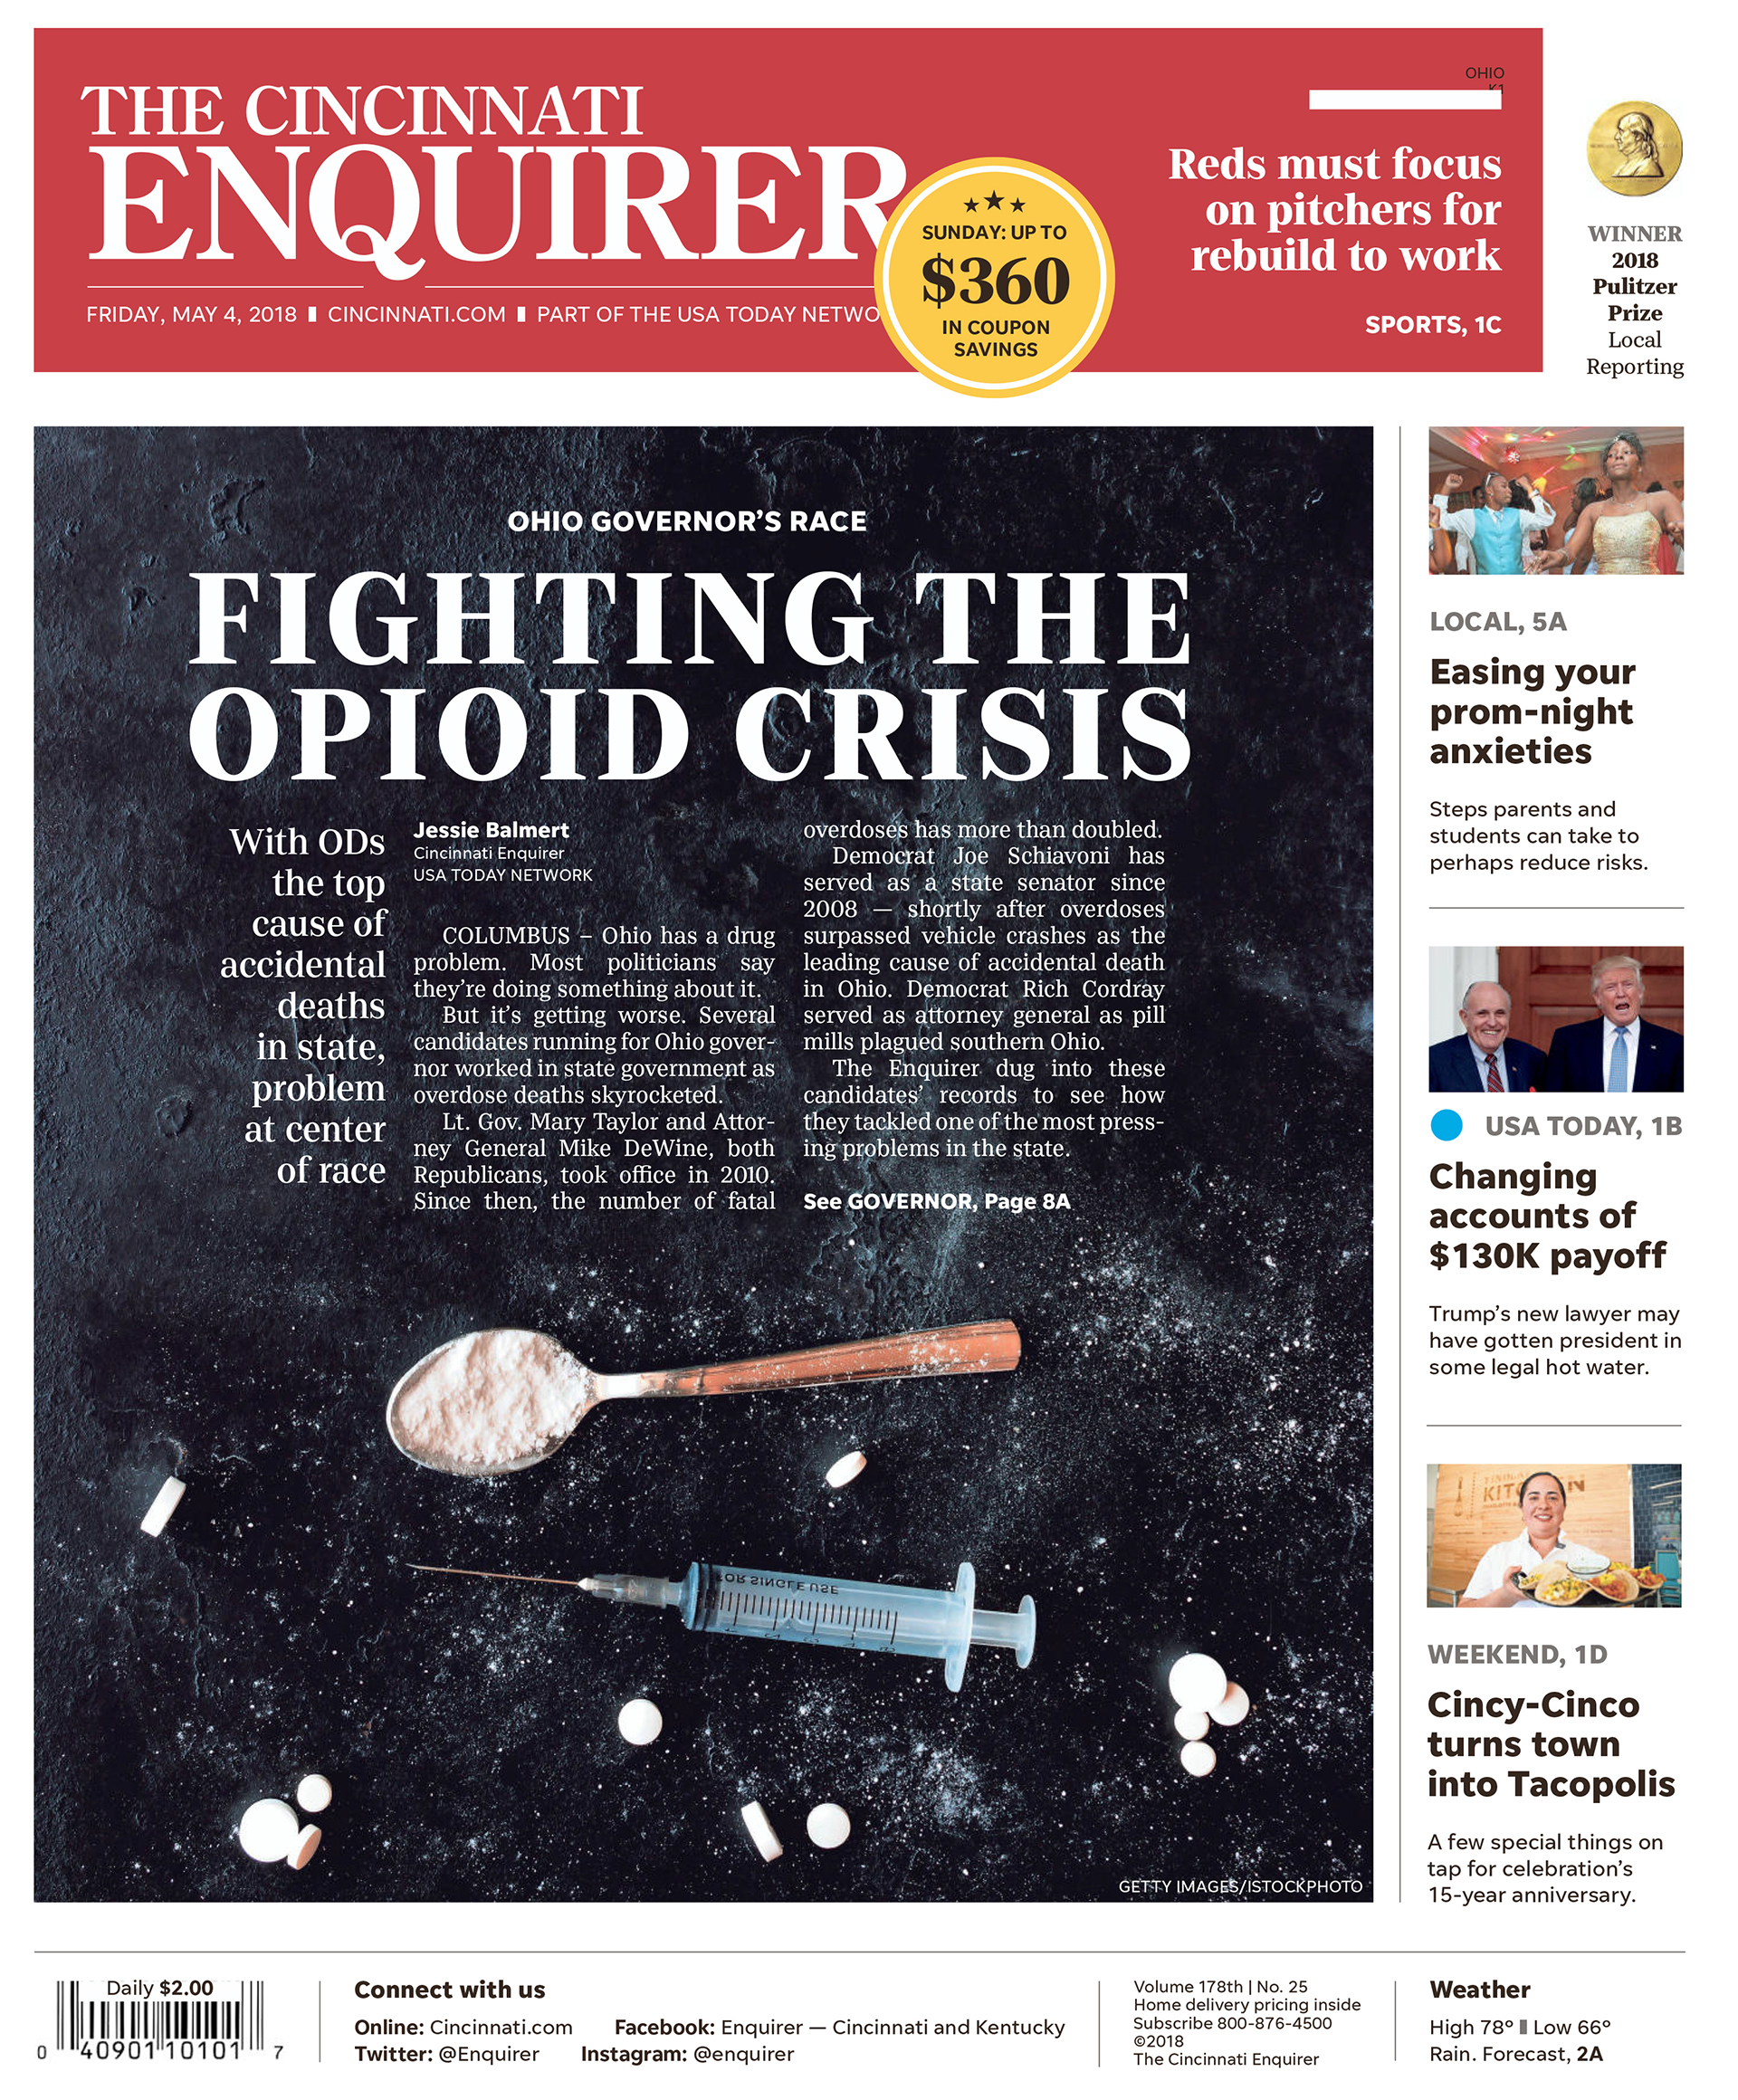 THE CINCINNATI
ENQUIRER
FRIDAY, MAY 4, 2018 ▮ CINCINNATI.COM ▮ PART OF THE USA TODAY NETWO
SUNDAY: UP TO
$360
IN COUPON
SAVINGS
OHIO
K1
Reds must focus
on pitchers for
rebuild to work
SPORTS, 1C
WINNER
2018
Pulitzer
Prize
Local
Reporting
OHIO GOVERNOR’S RACE
FIGHTING THE
OPIOID CRISIS
With ODs
the top
cause of
accidental
deaths
in state,
problem
at center
of race
Jessie Balmert
Cincinnati Enquirer
USA TODAY NETWORK
COLUMBUS – Ohio has a drug
problem. Most politicians say
they’re doing something about it.
But it’s getting worse. Several
candidates running for Ohio gover-
nor worked in state government as
overdose deaths skyrocketed.
Lt. Gov. Mary Taylor and Attor-
ney General Mike DeWine, both
Republicans, took office in 2010.
Since then, the number of fatal
overdoses has more than doubled.
Democrat Joe Schiavoni has
served as a state senator since
2008 — shortly after overdoses
surpassed vehicle crashes as the
leading cause of accidental death
in Ohio. Democrat Rich Cordray
served as attorney general as pill
mills plagued southern Ohio.
The Enquirer dug into these
candidates’ records to see how
they tackled one of the most press-
ing problems in the state.
See GOVERNOR, Page 8A
FOR SINGLE USE
GETTY IMAGES/ISTOCKPHOTO
LOCAL, 5A
Easing your
prom-night
anxieties
Steps parents and
students can take to
perhaps reduce risks.
USA TODAY, 1B
Changing
accounts of
$130K payoff
Trump’s new lawyer may
have gotten president in
some legal hot water.
WEEKEND, 1D
Cincy-Cinco
turns town
into Tacopolis
A few special things on
tap for celebration’s
15-year anniversary.
Daily $2.00
0 40901 10101 7
Connect with us
Online: Cincinnati.com Facebook: Enquirer — Cincinnati and Kentucky
Twitter: @Enquirer Instagram: @enquirer
Volume 178th | No. 25
Home delivery pricing inside
Subscribe 800-876-4500
©2018
The Cincinnati Enquirer
Weather
High 78° ▮ Low 66°
Rain. Forecast, 2A